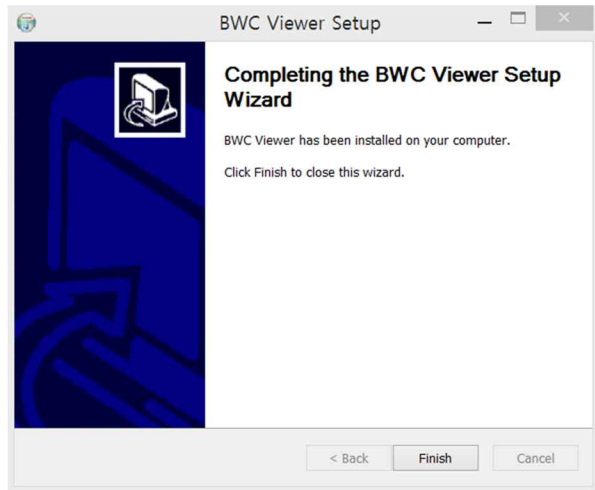 BWC Viewer Setup
Completing the BWC Viewer Setup
Wizard
BWC Viewer has been installed on your computer.
Click Finish to close this wizard.
< Back
Finish
Cancel